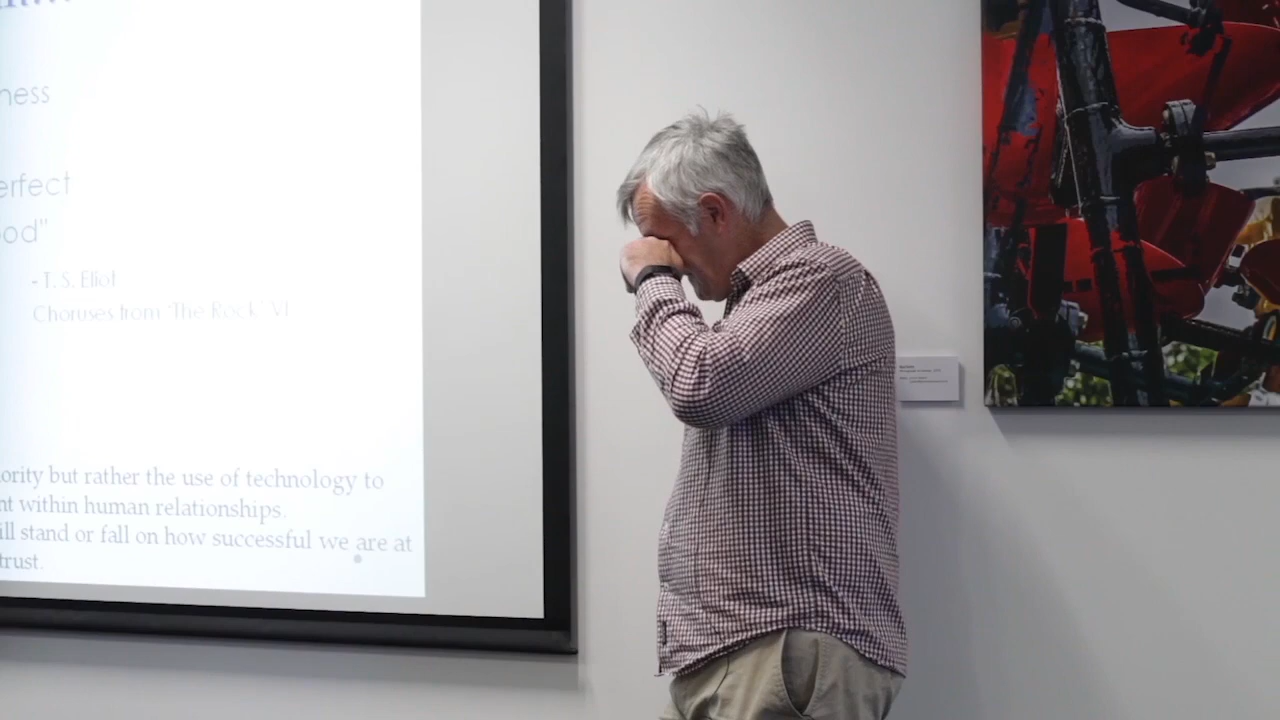 ness
erfect
ood"
- T. S. Eliot
Choruses from 'The Rock' VI
ority but rather the use of technology to
nt within human relationships.
ill stand or fall on how successful we are at
trust.